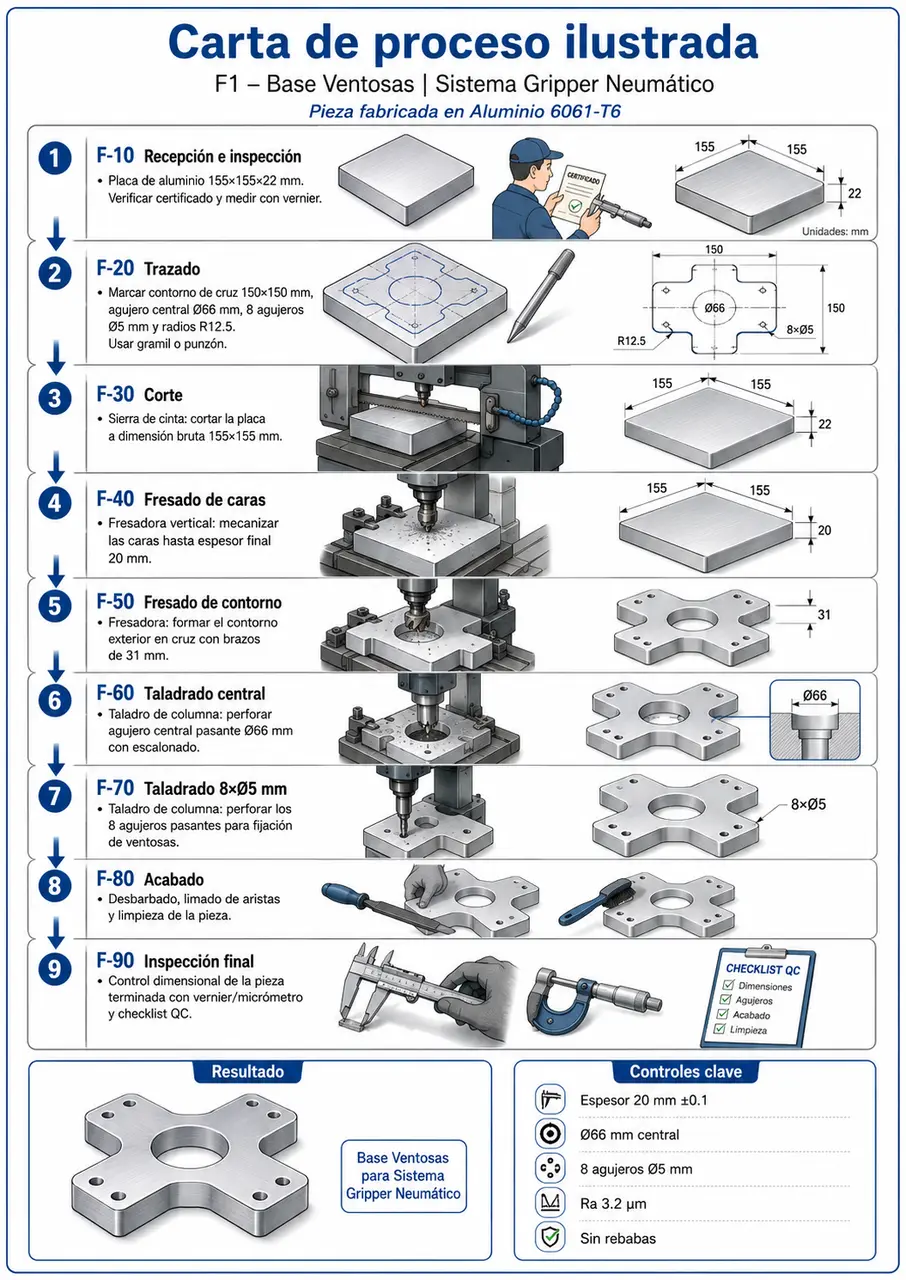 Carta de proceso ilustrada
F1 – Base Ventosas | Sistema Gripper Neumático
Pieza fabricada en Aluminio 6061-T6
1
F-10 Recepción e inspección
• Placa de aluminio 155×155×22 mm.
Verificar certificado y medir con vernier.
CERTIFICADO
155
155
22
Unidades: mm
2
F-20 Trazado
• Marcar contorno de cruz 150×150 mm,
agujero central Ø66 mm, 8 agujeros
Ø5 mm y radios R12.5.
Usar gramil o punzón.
150
Ø66
150
R12.5
8×Ø5
3
F-30 Corte
• Sierra de cinta: cortar la placa
a dimensión bruta 155×155 mm.
155
155
22
4
F-40 Fresado de caras
• Fresadora vertical: mecanizar
las caras hasta espesor final
20 mm.
155
155
20
5
F-50 Fresado de contorno
• Fresadora: formar el contorno
exterior en cruz con brazos
de 31 mm.
31
6
F-60 Taladrado central
• Taladro de columna: perforar
agujero central pasante Ø66 mm
con escalonado.
Ø66
7
F-70 Taladrado 8×Ø5 mm
• Taladro de columna: perforar los
8 agujeros pasantes para fijación
de ventosas.
8×Ø5
8
F-80 Acabado
• Desbarbado, limado de aristas
y limpieza de la pieza.
9
F-90 Inspección final
• Control dimensional de la pieza
terminada con vernier/micrómetro
y checklist QC.
CHECKLIST QC
Dimensiones
Agujeros
Acabado
Limpieza
Resultado
Base Ventosas
para Sistema
Gripper Neumático
Controles clave
Espesor 20 mm ±0.1
Ø66 mm central
8 agujeros Ø5 mm
Ra 3.2 µm
Sin rebabas